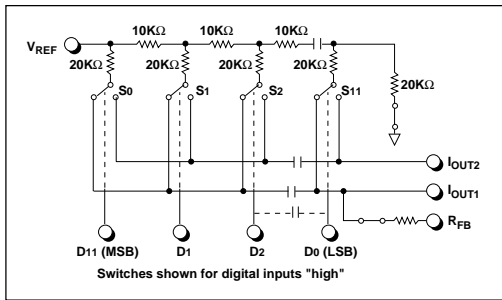 10KΩ 10KΩ 10KΩ
VREF
20KΩ 20KΩ 20KΩ 20KΩ 20KΩ
S0 S1 S2 S11
IOUT2
IOUT1
RFB
D11 (MSB) D1 D2 D0 (LSB)
Switches shown for digital inputs "high"